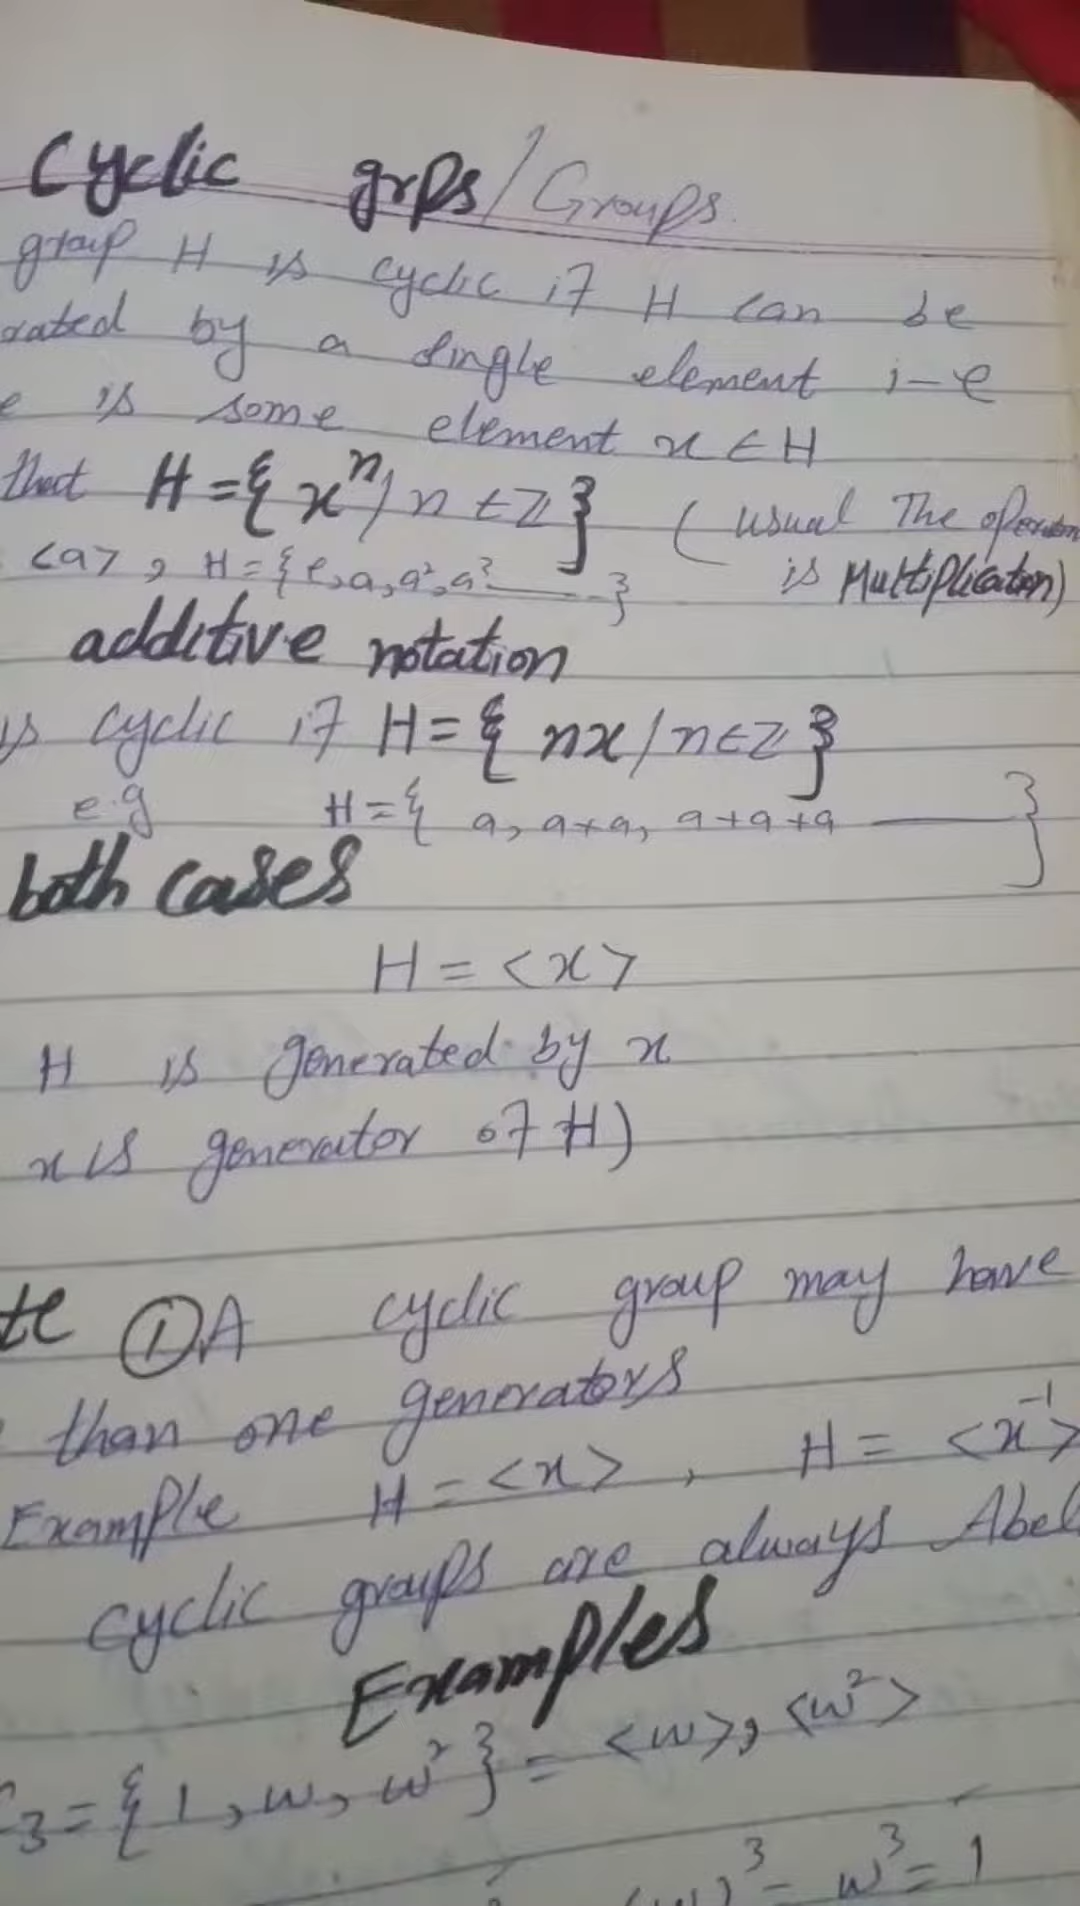 Cyclic grps/Groups.
group H is cyclic if H can be
rated by a single element i-e
e is some element x ∈ H
that H = { xⁿ / n ∈ Z } ( usual The operation
<a> , H = { e, a, a², a³ —— } is Multiplication)
additive notation
is cyclic if H = { nx / n ∈ Z }
e.g H = { a, a+a, a+a+a —— }
both cases
H = <x>
H is generated by x
x is generator of H)
te ① A cyclic group may have
than one generators
Example H = <x> , H = <x⁻¹>
cyclic groups are always Abel
Examples
3 = { 1, w, w² } = <w>, <w²>
(w)³ = w³ = 1